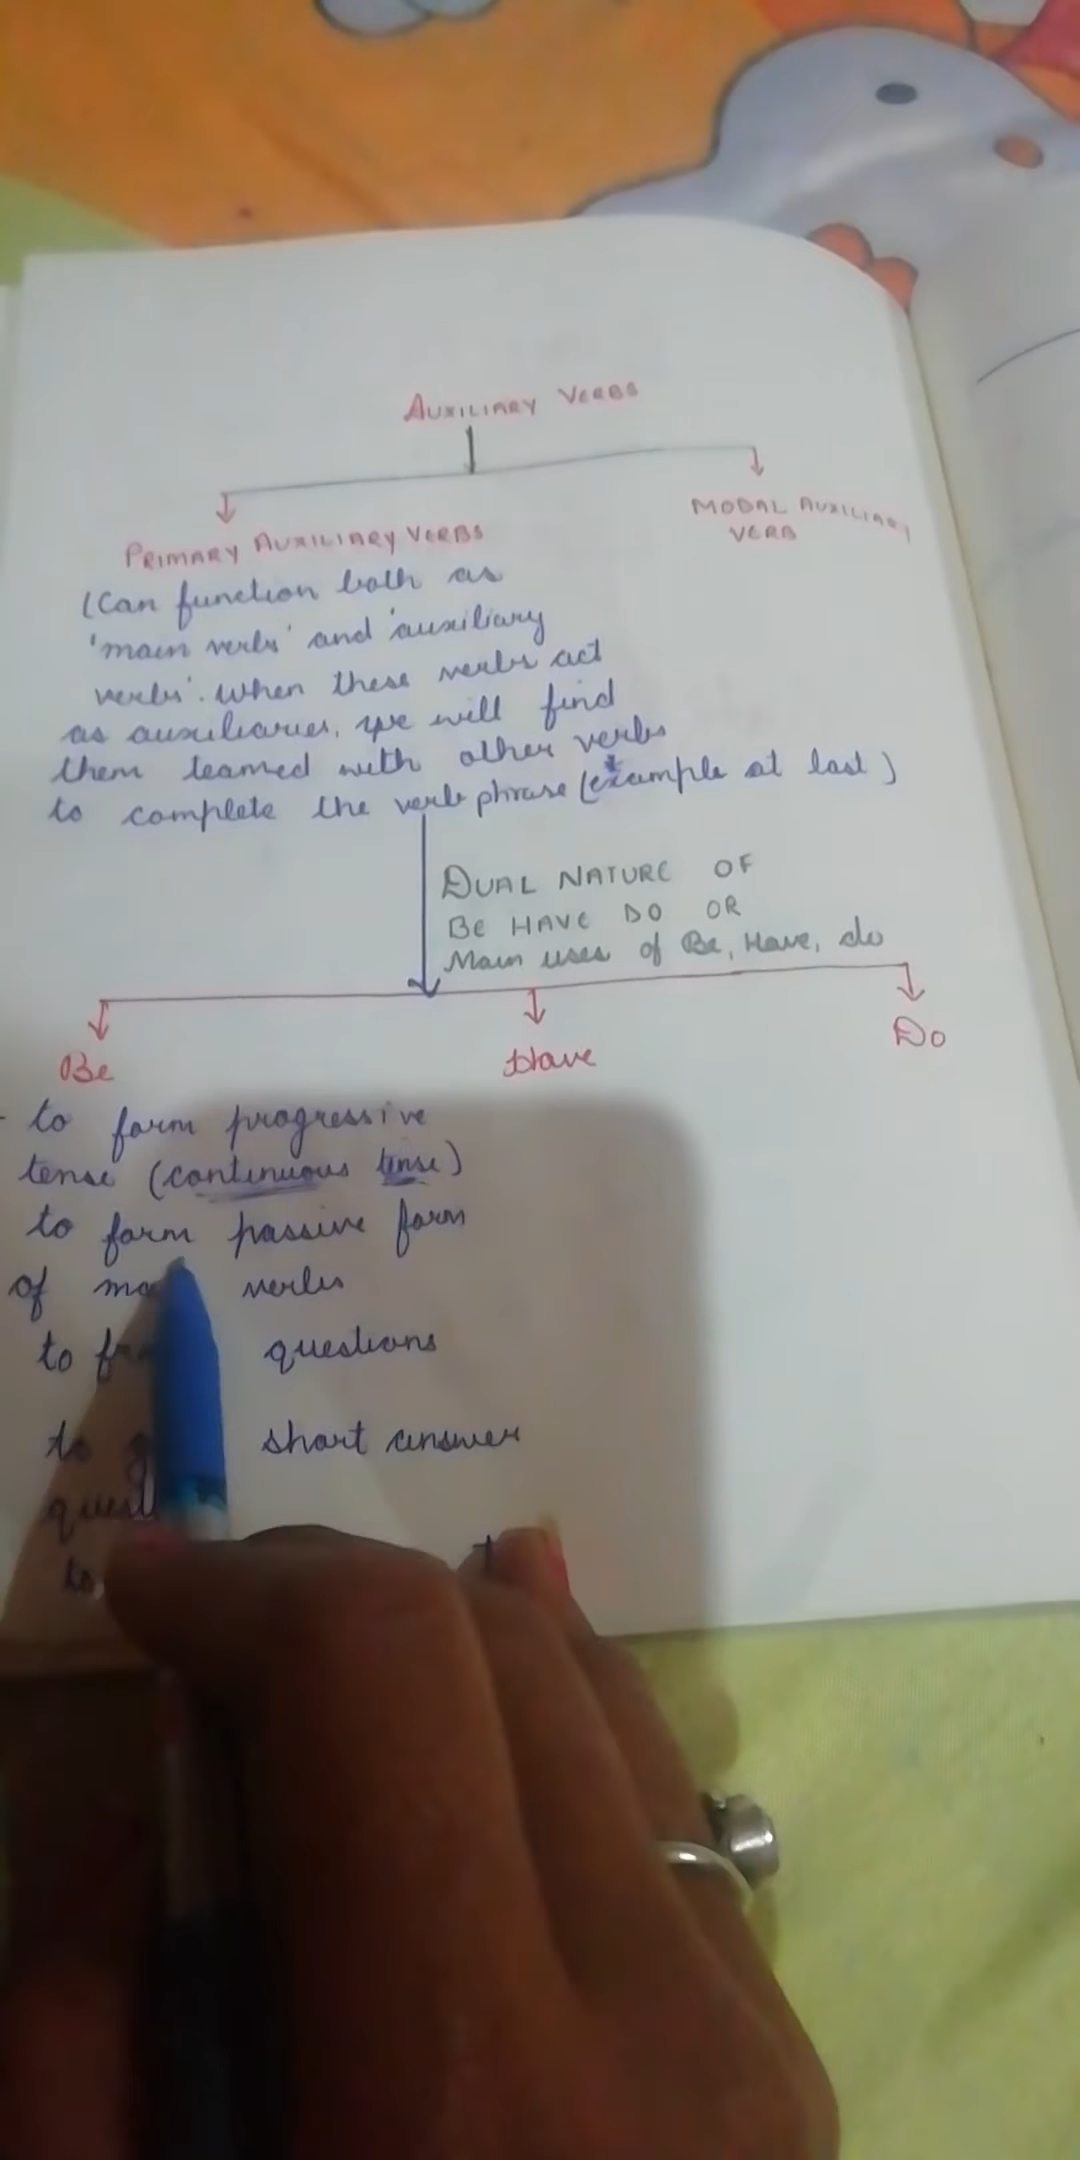 AUXILIARY VERBS
PRIMARY AUXILIARY VERBS
(Can function both as
'main verbs' and 'auxiliary
verbs'. When these verbs act
as auxiliaries, we will find
them teamed with other verbs
to complete the verb phrase (*example at last)
MODAL AUXILIARY
VERB
DUAL NATURE OF
BE HAVE DO OR
Main uses of Be, Have, do
Be
Have
Do
- to form progressive
tense (continuous tense)
to form passive form
of verbs
to questions
to short answer
to